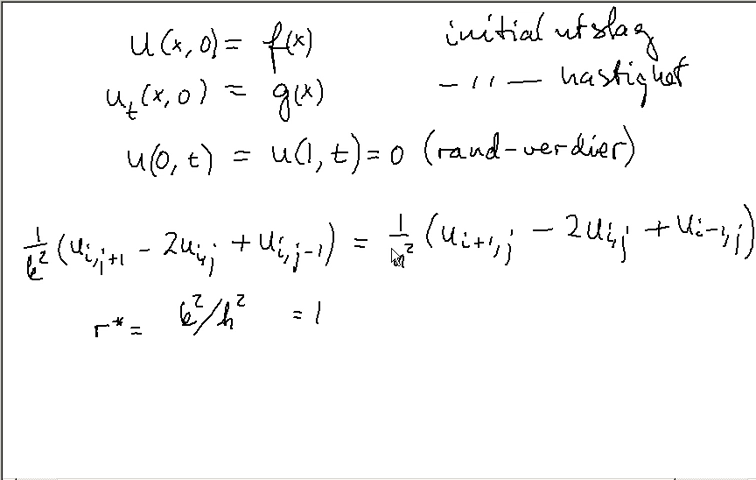 u(x, 0) = f(x) initial utslag
u_t(x, 0) = g(x) - '' - hastighet
u(0, t) = u(1, t) = 0 (rand-verdier)
1/k² (u_{i,j+1} - 2u_{i,j} + u_{i,j-1}) = 1/h² (u_{i+1,j} - 2u_{i,j} + u_{i-1,j})
r* = k²/h² = 1